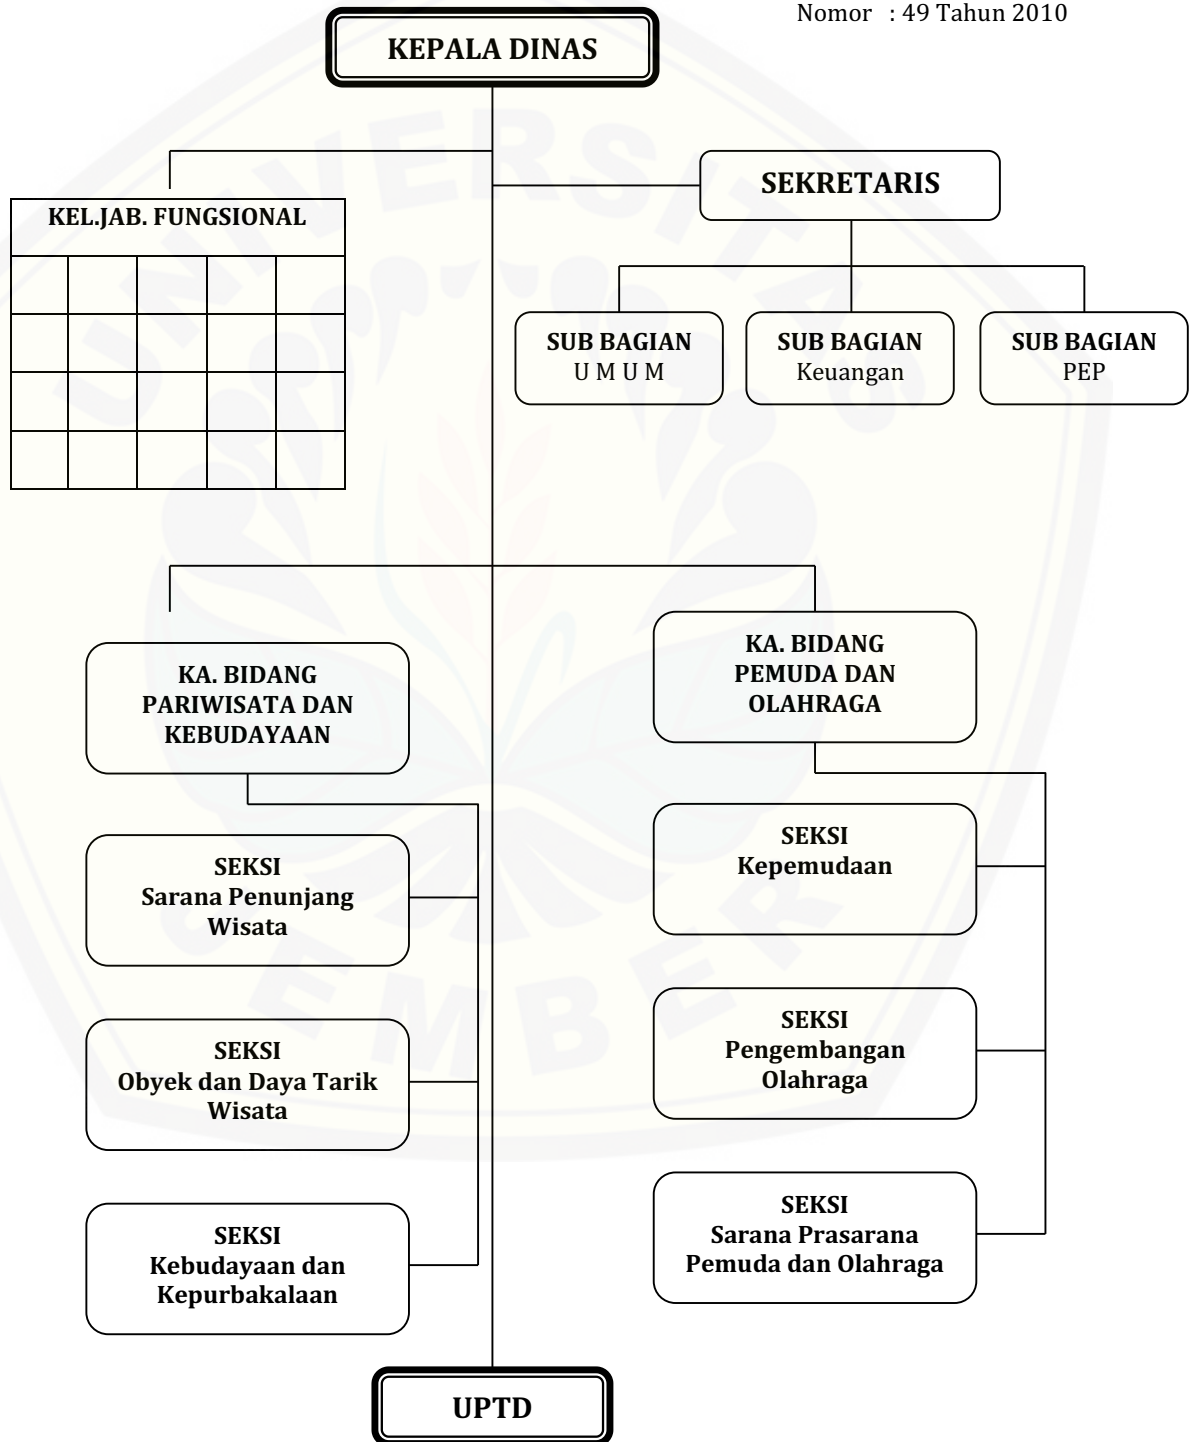 Nomor : 49 Tahun 2010
KEPALA DINAS
SEKRETARIS
KEL.JAB. FUNGSIONAL
SUB BAGIAN
U M U M
SUB BAGIAN
Keuangan
SUB BAGIAN
PEP
KA. BIDANG
PARIWISATA DAN
KEBUDAYAAN
KA. BIDANG
PEMUDA DAN
OLAHRAGA
SEKSI
Sarana Penunjang
Wisata
SEKSI
Kepemudaan
SEKSI
Obyek dan Daya Tarik
Wisata
SEKSI
Pengembangan
Olahraga
SEKSI
Kebudayaan dan
Kepurbakalaan
SEKSI
Sarana Prasarana
Pemuda dan Olahraga
UPTD
UNIVERSITAS
JEMBER